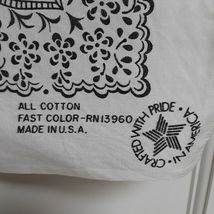 ALL COTTON
FAST COLOR-RN13960
MADE IN U.S.A.
CRAFTED WITH PRIDE
IN AMERICA